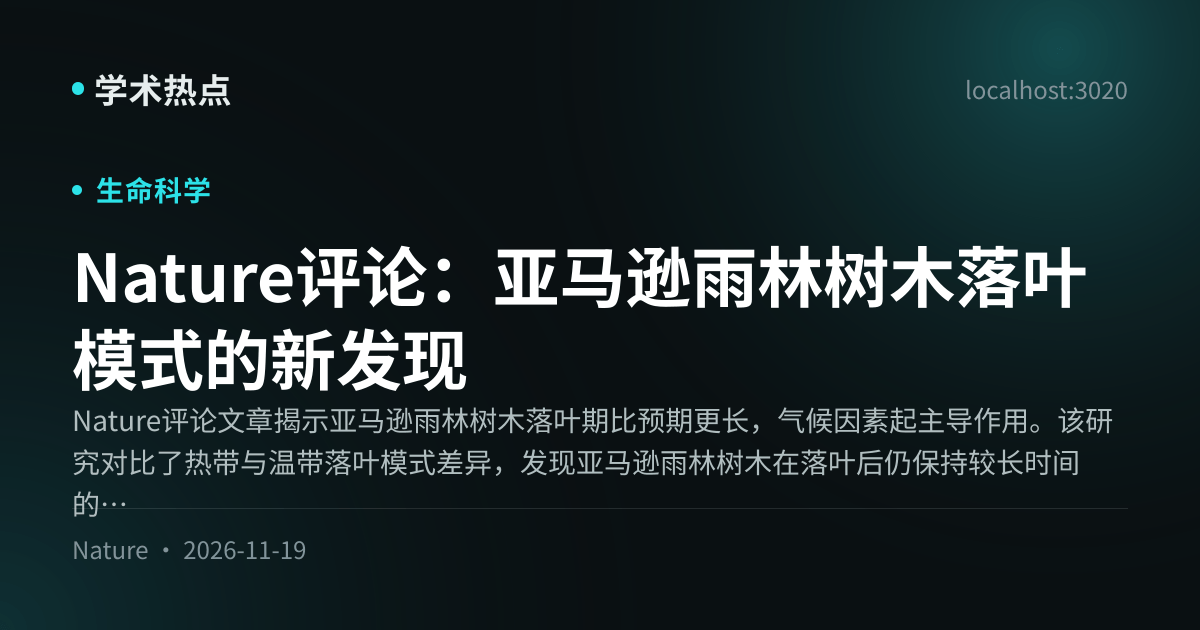 学术热点
localhost:3020
生命科学
Nature评论：亚马逊雨林树木落叶
模式的新发现
Nature评论文章揭示亚马逊雨林树木落叶期比预期更长，气候因素起主导作用。该研
究对比了热带与温带落叶模式差异，发现亚马逊雨林树木在落叶后仍保持较长时间
的…
Nature · 2026-11-19